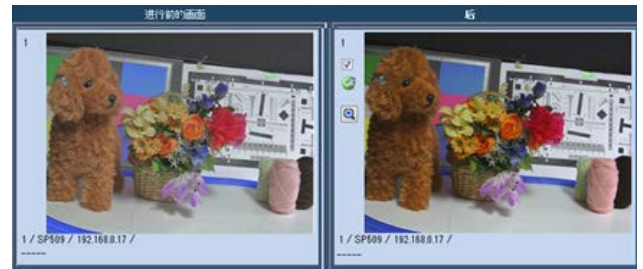 进行前的画面
后
1
1 / SP509 / 192.168.0.17 /
-----
1
1 / SP509 / 192.168.0.17 /
-----